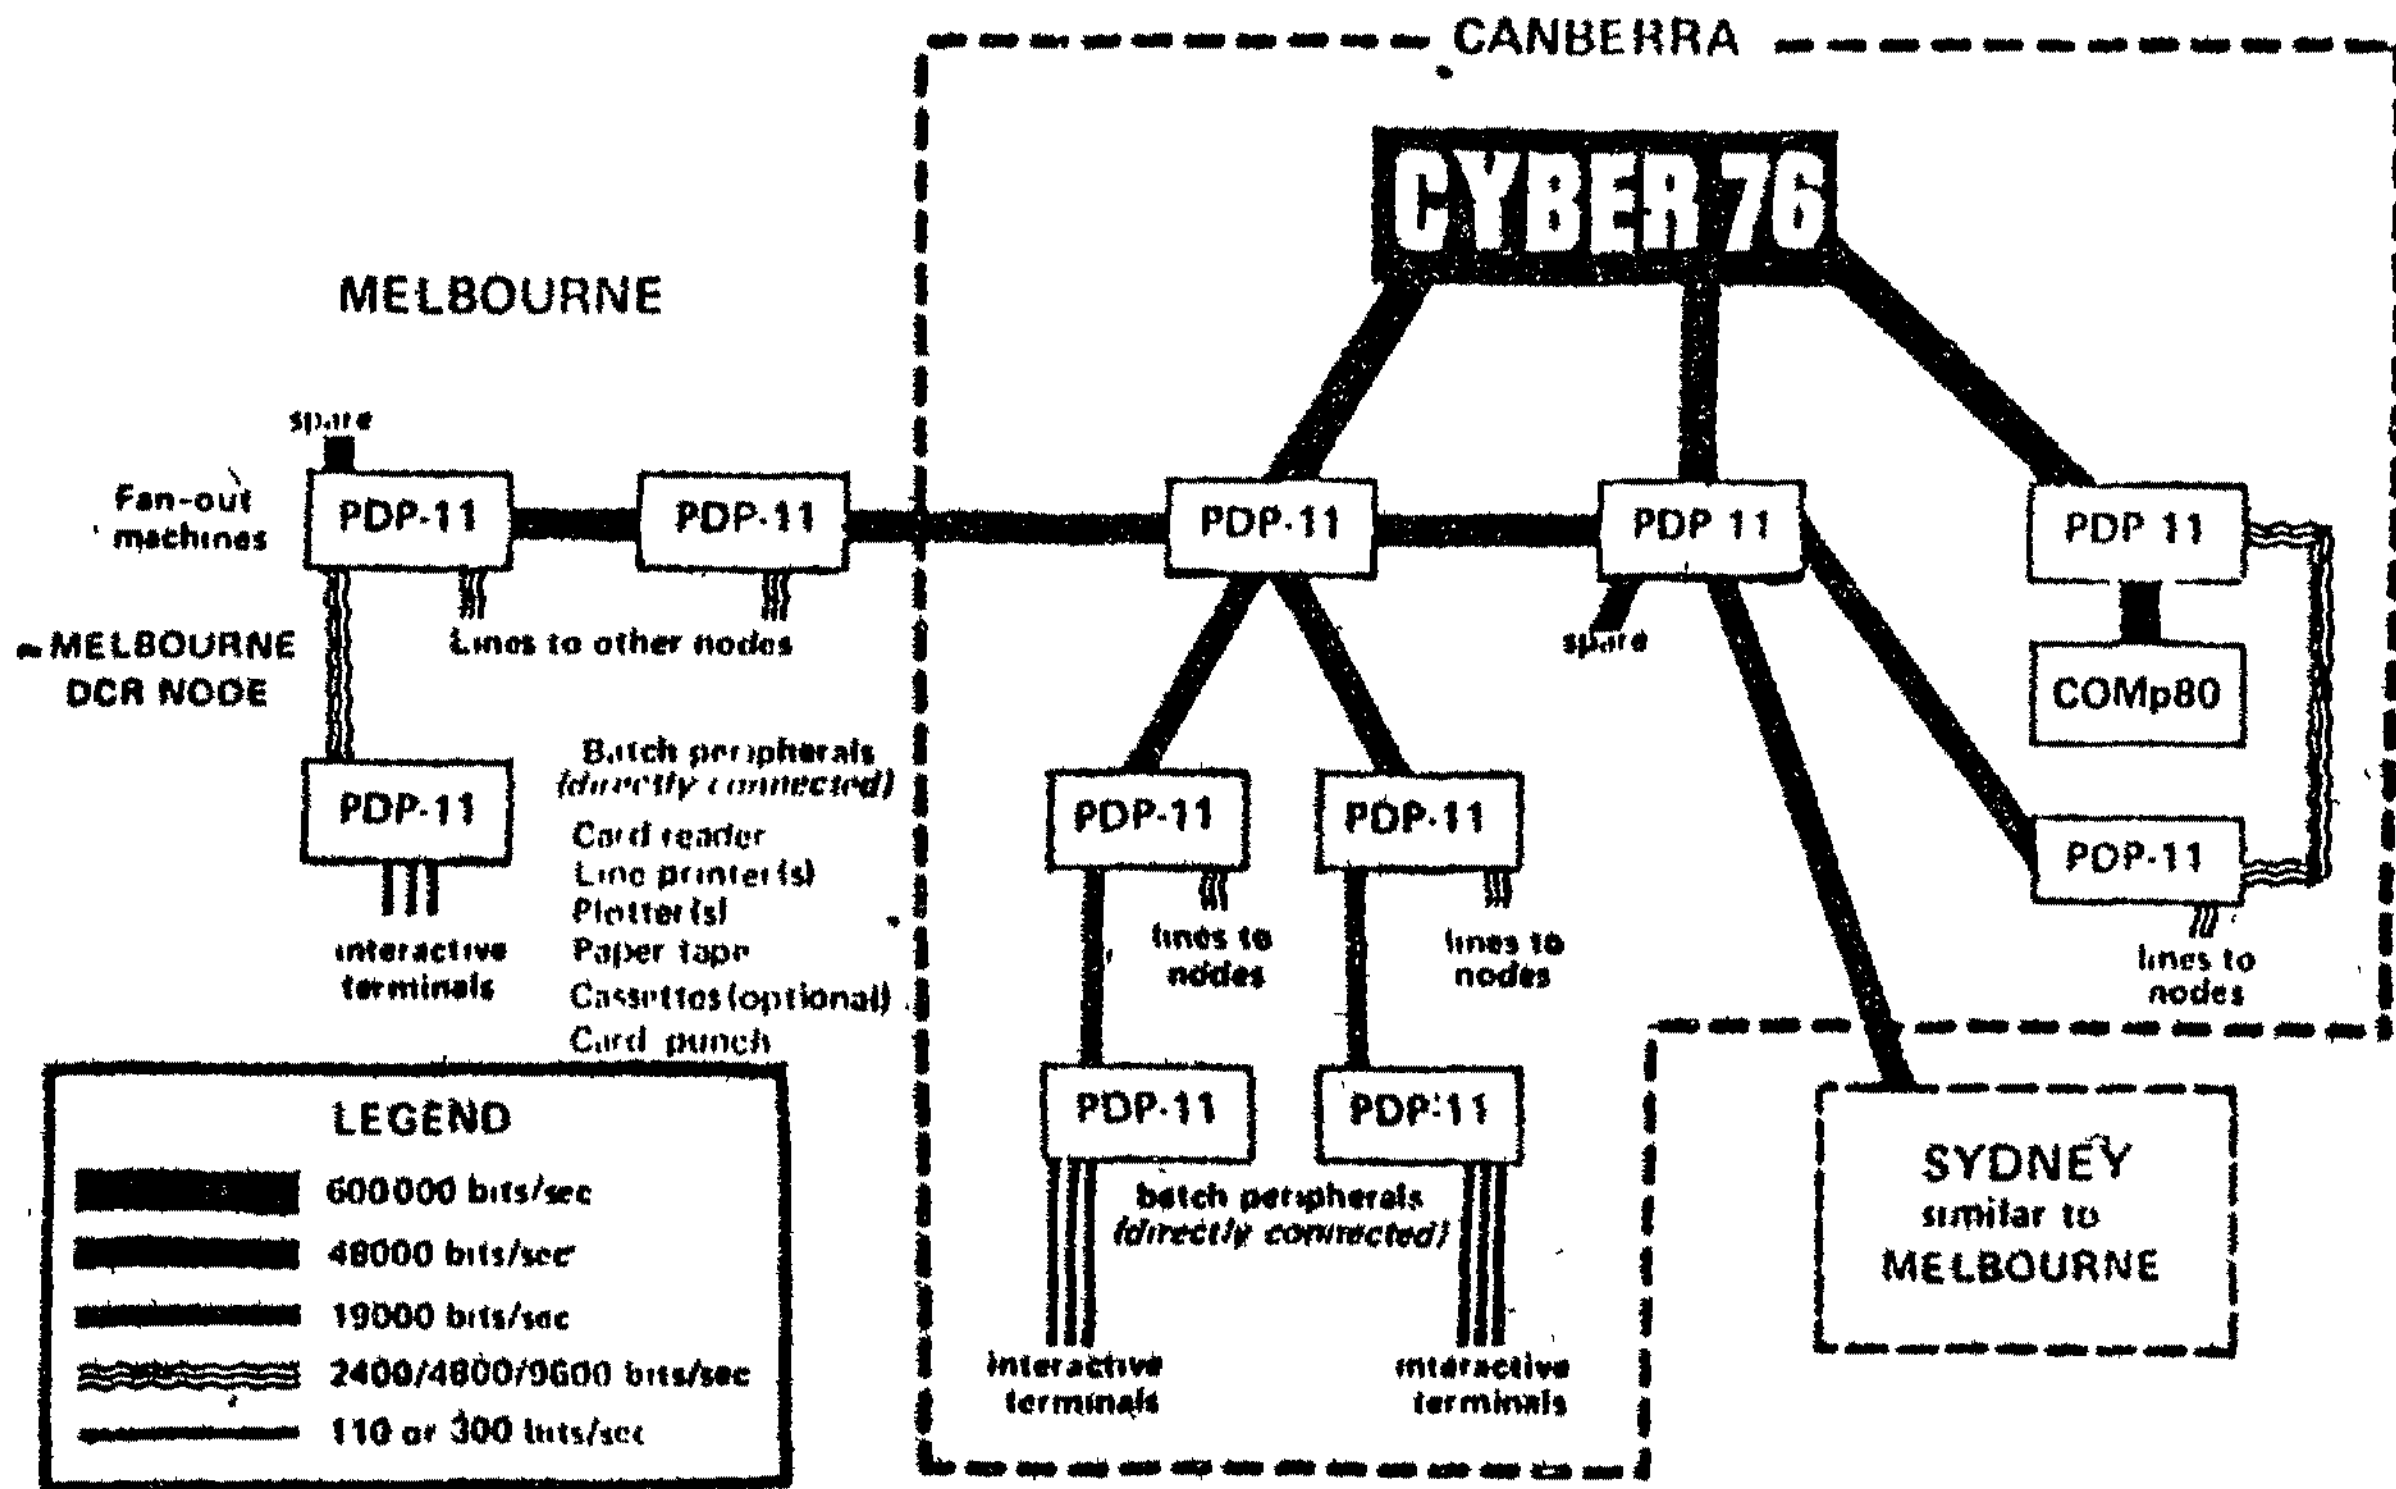 CANBERRA
CYBER 76
MELBOURNE
spare
Fan-out
machines
PDP-11
PDP-11
PDP-11
PDP 11
PDP 11
MELBOURNE
DCR NODE
Lines to other nodes
spare
COMp80
Batch peripherals
(directly connected)
PDP-11
Card reader
Line printer(s)
Plotter(s)
Paper tape
Cassettes (optional)
Card punch
interactive
terminals
PDP-11
PDP-11
PDP-11
lines to
nodes
lines to
nodes
lines to
nodes
PDP-11
PDP-11
batch peripherals
(directly connected)
interactive
terminals
interactive
terminals
SYDNEY
similar to
MELBOURNE
LEGEND
600000 bits/sec
48000 bits/sec
19000 bits/sec
2400/4800/9600 bits/sec
110 or 300 bits/sec